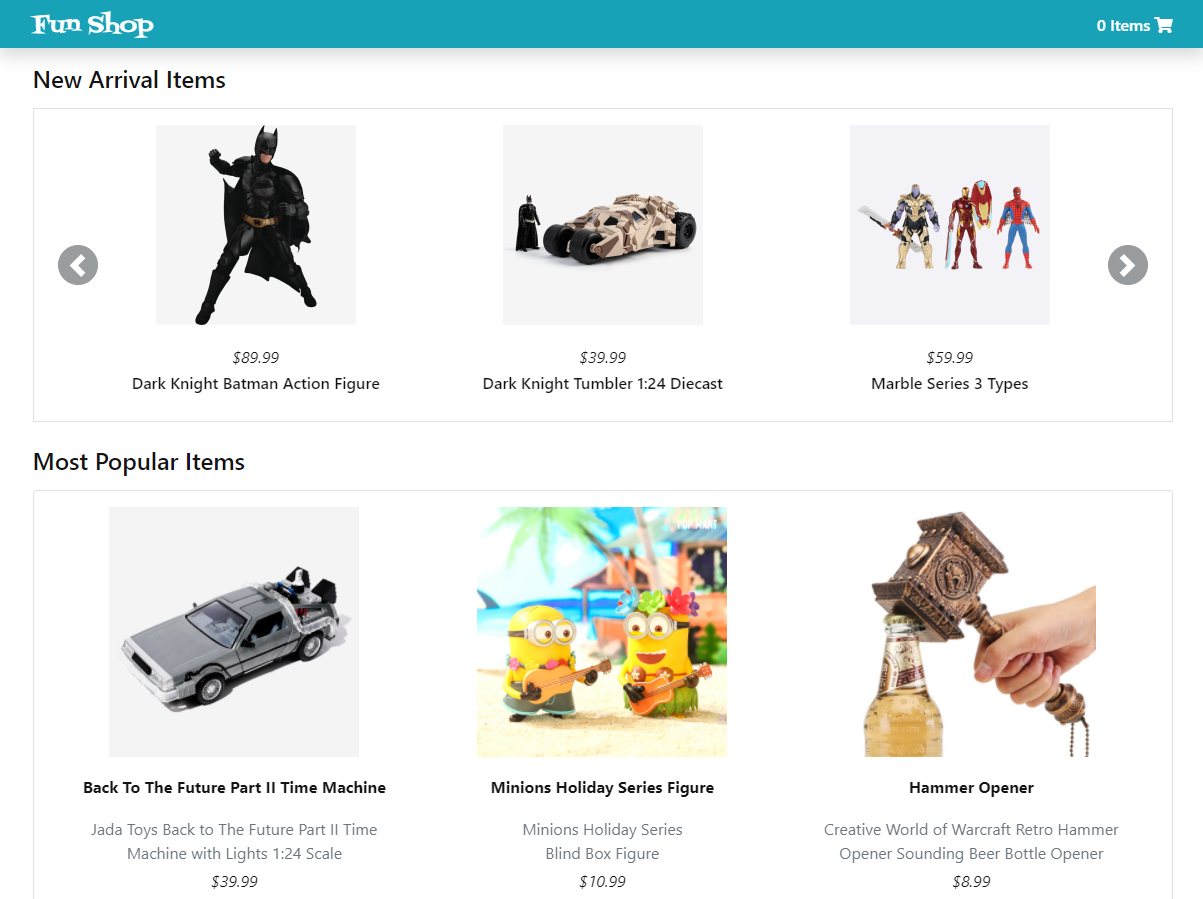 Fun Shop
0 Items
New Arrival Items
$89.99
Dark Knight Batman Action Figure
$39.99
Dark Knight Tumbler 1:24 Diecast
$59.99
Marble Series 3 Types
Most Popular Items
POP MART
Back To The Future Part II Time Machine
Jada Toys Back to The Future Part II Time
Machine with Lights 1:24 Scale
$39.99
Minions Holiday Series Figure
Minions Holiday Series
Blind Box Figure
$10.99
Hammer Opener
Creative World of Warcraft Retro Hammer
Opener Sounding Beer Bottle Opener
$8.99